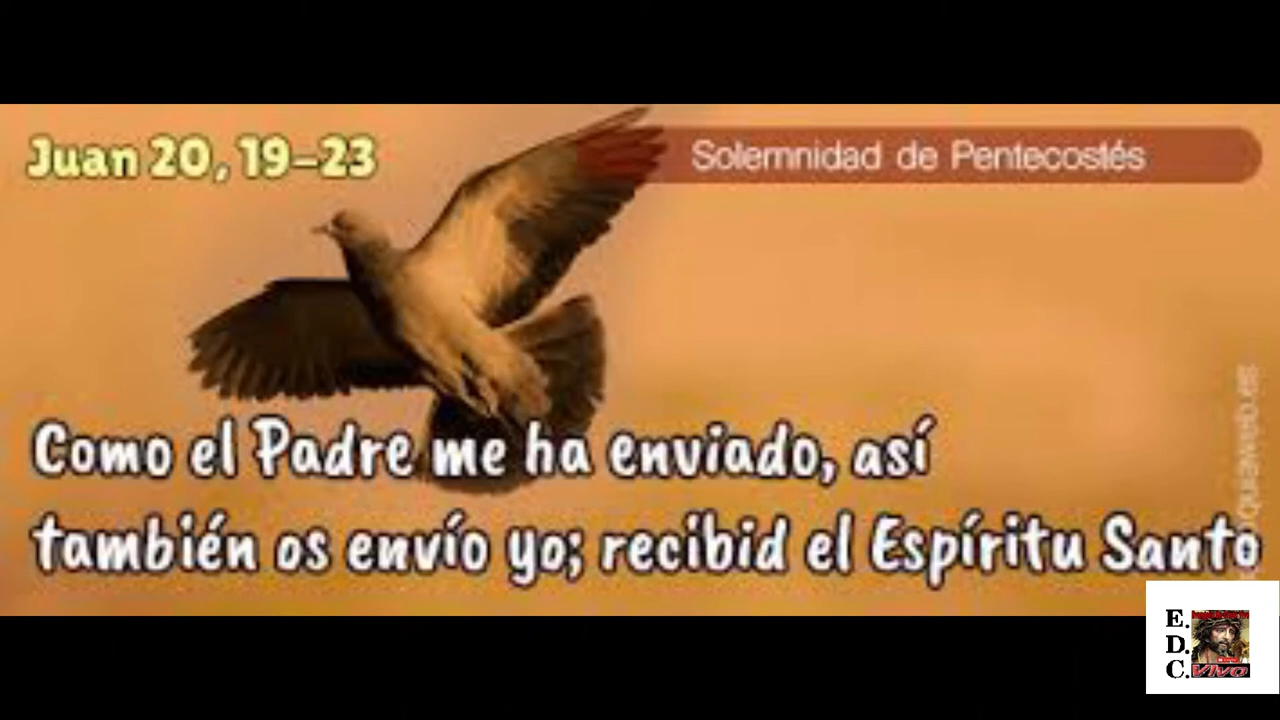 Juan 20, 19-23
Solemnidad de Pentecostés
Como el Padre me ha enviado, así
también os envío yo; recibid el Espíritu Santo
E.
D.
C.
Vivo